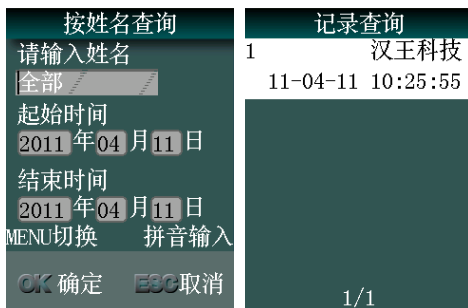 按姓名查询
请输入姓名
全部
起始时间
2011年04月11日
结束时间
2011年04月11日
MENU切换 拼音输入
OK 确定 ESC取消
记录查询
1 汉王科技
11-04-11 10:25:55
1/1